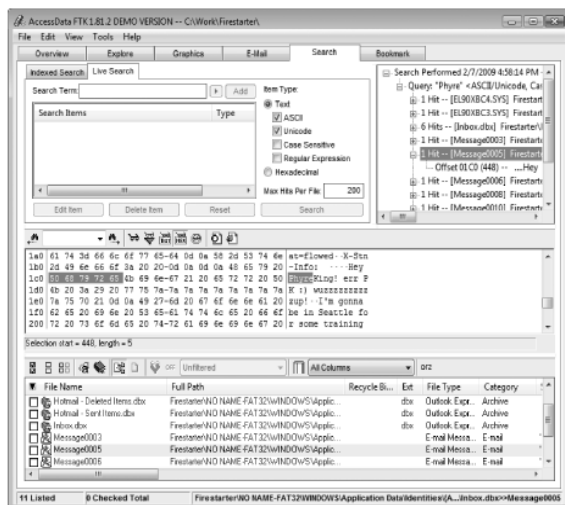 AccessData FTK 1.81.2 DEMO VERSION -- C:\Work\Firestarter\
File Edit View Tools Help
Overview Explore Graphics E-Mail Search Bookmark
Indexed Search Live Search
Search Term: Add
Search Items Type
Item Type:
Text
ASCII
Unicode
Case Sensitive
Regular Expression
Hexadecimal
Max Hits Per File: 200
Edit Item Delete Item Reset Search
Search Performed 2/7/2009 4:58:14 PM
Query: "Phyre" <ASCII/Unicode, Cas
1 Hit -- [EL90XBC4.SYS] Firestarter
1 Hit -- [EL90XBC3.SYS] Firestarter
6 Hits -- [Inbox.dbx] Firestarter\
1 Hit -- [Message0003] Firestarter
1 Hit -- [Message0005] Firestarter
Offset 01C0 (448) -- ....Hey
1 Hit -- [Message0006] Firestarter
1 Hit -- [Message0008] Firestarter
1 Hit -- [Message0010] Firestarter
1a0 61 74 3d 66 6c 6f 77 65-64 0d 0a 58 2d 53 74 6e at=flowed··X-Stn
1b0 2d 49 6e 66 6f 3a 20 20-0d 0a 0d 0a 48 65 79 20 -Info:  ····Hey
1c0 50 68 79 72 65 4b 69 6e-67 21 20 65 72 72 20 50 PhyreKing! err P
1d0 4b 20 3a 29 20 77 75 7a-7a 7a 7a 7a 7a 7a 7a 7a K :) wuzzzzzzzzz
1e0 7a 75 70 21 0d 0a 49 27-6d 20 67 6f 6e 6e 61 20 zup!··I'm gonna
1f0 62 65 20 69 6e 20 53 65-61 74 74 6c 65 20 66 6f be in Seattle fo
200 72 20 73 6f 6d 65 20 74-72 61 69 6e 69 6e 67 20 r some training
Selection start = 448, length = 5
OFF Unfiltered All Columns
File Name Full Path Recycle Bi... Ext File Type Category
Hotmail - Deleted Items.dbx Firestarter\NO NAME-FAT32\WINDOWS\Applic... dbx Outlook Expr... Archive
Hotmail - Sent Items.dbx Firestarter\NO NAME-FAT32\WINDOWS\Applic... dbx Outlook Expr... Archive
Inbox.dbx Firestarter\NO NAME-FAT32\WINDOWS\Applic... dbx Outlook Expr... Archive
Message0003 Firestarter\NO NAME-FAT32\WINDOWS\Applic... E-mail Messa... E-mail
Message0005 Firestarter\NO NAME-FAT32\WINDOWS\Applic... E-mail Messa... E-mail
Message0006 Firestarter\NO NAME-FAT32\WINDOWS\Applic... E-mail Messa... E-mail
11 Listed 0 Checked Total Firestarter\NO NAME-FAT32\WINDOWS\Application Data\Identities\{A...\Inbox.dbx>>Message0005